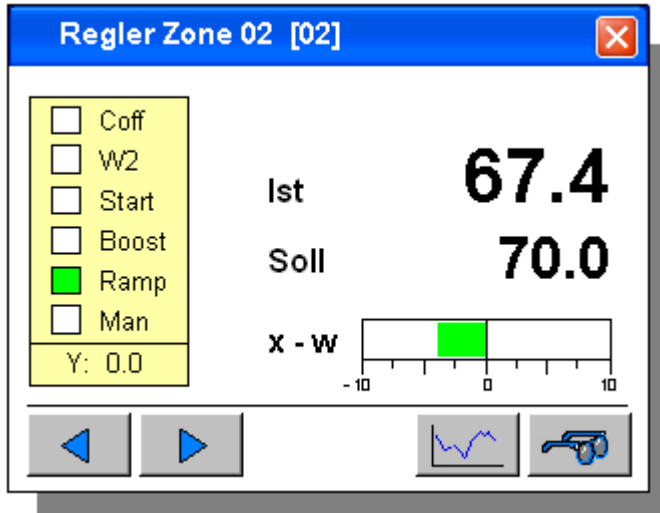 Regler Zone 02 [02]
Coff
W2
Start
Boost
Ramp
Man
Y: 0.0
Ist 67.4
Soll 70.0
x - w
-10 0 10